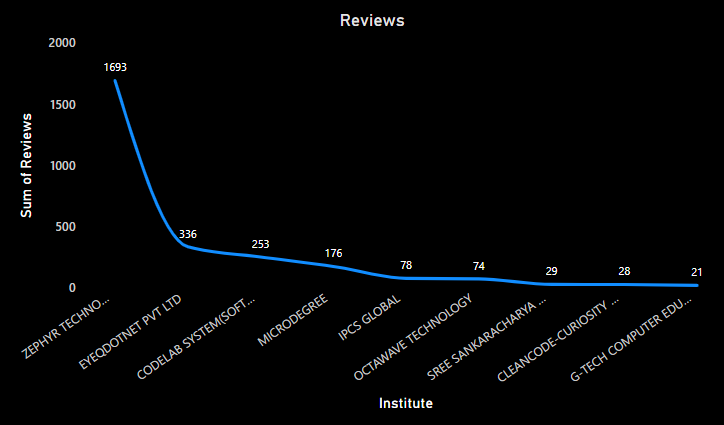 Reviews
Sum of Reviews
2000
1500
1000
500
0
1693
336
253
176
78
74
29
28
21
ZEPHYR TECHNO...
EYEQDOTNET PVT LTD
CODELAB SYSTEM(SOFT...
MICRODEGREE
IPCS GLOBAL
OCTAWAVE TECHNOLOGY
SREE SANKARACHARYA ...
CLEANCODE-CURIOSITY ...
G-TECH COMPUTER EDU...
Institute